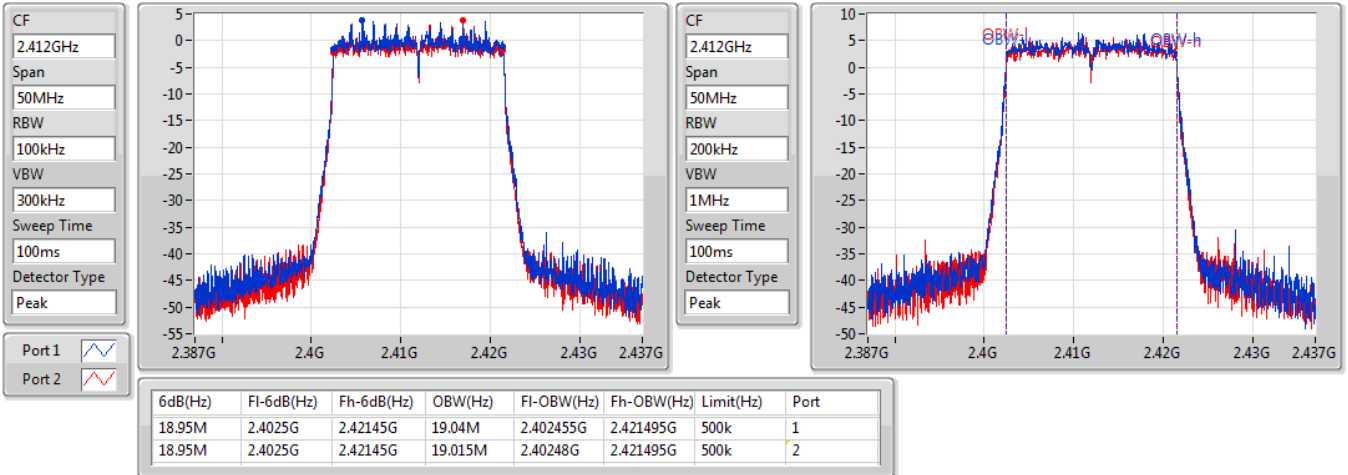 CF
2.412GHz
Span
50MHz
RBW
100kHz
VBW
300kHz
Sweep Time
100ms
Detector Type
Peak
5
0
-5
-10
-15
-20
-25
-30
-35
-40
-45
-50
-55
2.387G 2.4G 2.41G 2.42G 2.43G 2.437G
CF
2.412GHz
Span
50MHz
RBW
200kHz
VBW
1MHz
Sweep Time
100ms
Detector Type
Peak
10
5
0
-5
-10
-15
-20
-25
-30
-35
-40
-45
-50
OBW-l
OBW-l
OBW-h
OBW-h
2.387G 2.4G 2.41G 2.42G 2.43G 2.437G
Port 1
Port 2
6dB(Hz) Fl-6dB(Hz) Fh-6dB(Hz) OBW(Hz) Fl-OBW(Hz) Fh-OBW(Hz) Limit(Hz) Port
18.95M 2.4025G 2.42145G 19.04M 2.402455G 2.421495G 500k 1
18.95M 2.4025G 2.42145G 19.015M 2.40248G 2.421495G 500k 2